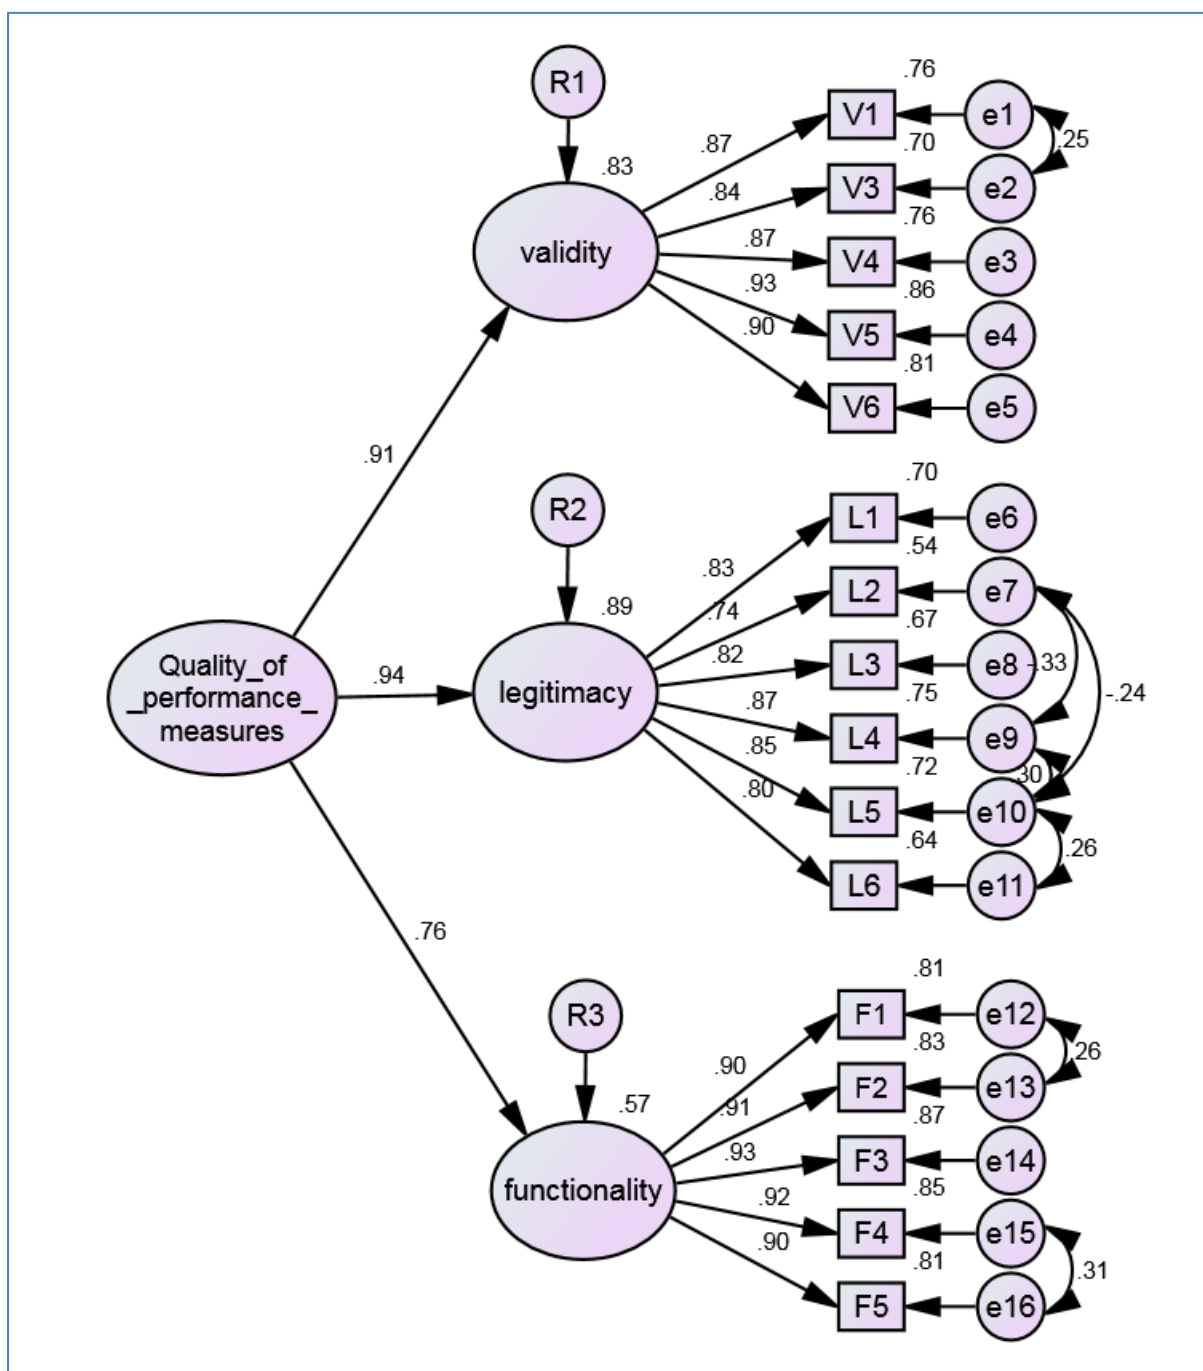 R1
.83
validity
.87
.84
.87
.93
.90
.76
V1
e1
.25
.70
V3
e2
.76
V4
e3
.86
V5
e4
.81
V6
e5
.91
R2
.89
legitimacy
.83
.74
.82
.87
.85
.80
.70
L1
e6
.54
L2
e7
.67
L3
e8
-.33
-.24
.75
L4
e9
.30
.72
L5
e10
.64
.26
L6
e11
Quality_of
_performance_
measures
.94
.76
R3
.57
functionality
.90
.91
.93
.92
.90
.81
F1
e12
.26
.83
F2
e13
.87
F3
e14
.85
F4
e15
.31
.81
F5
e16